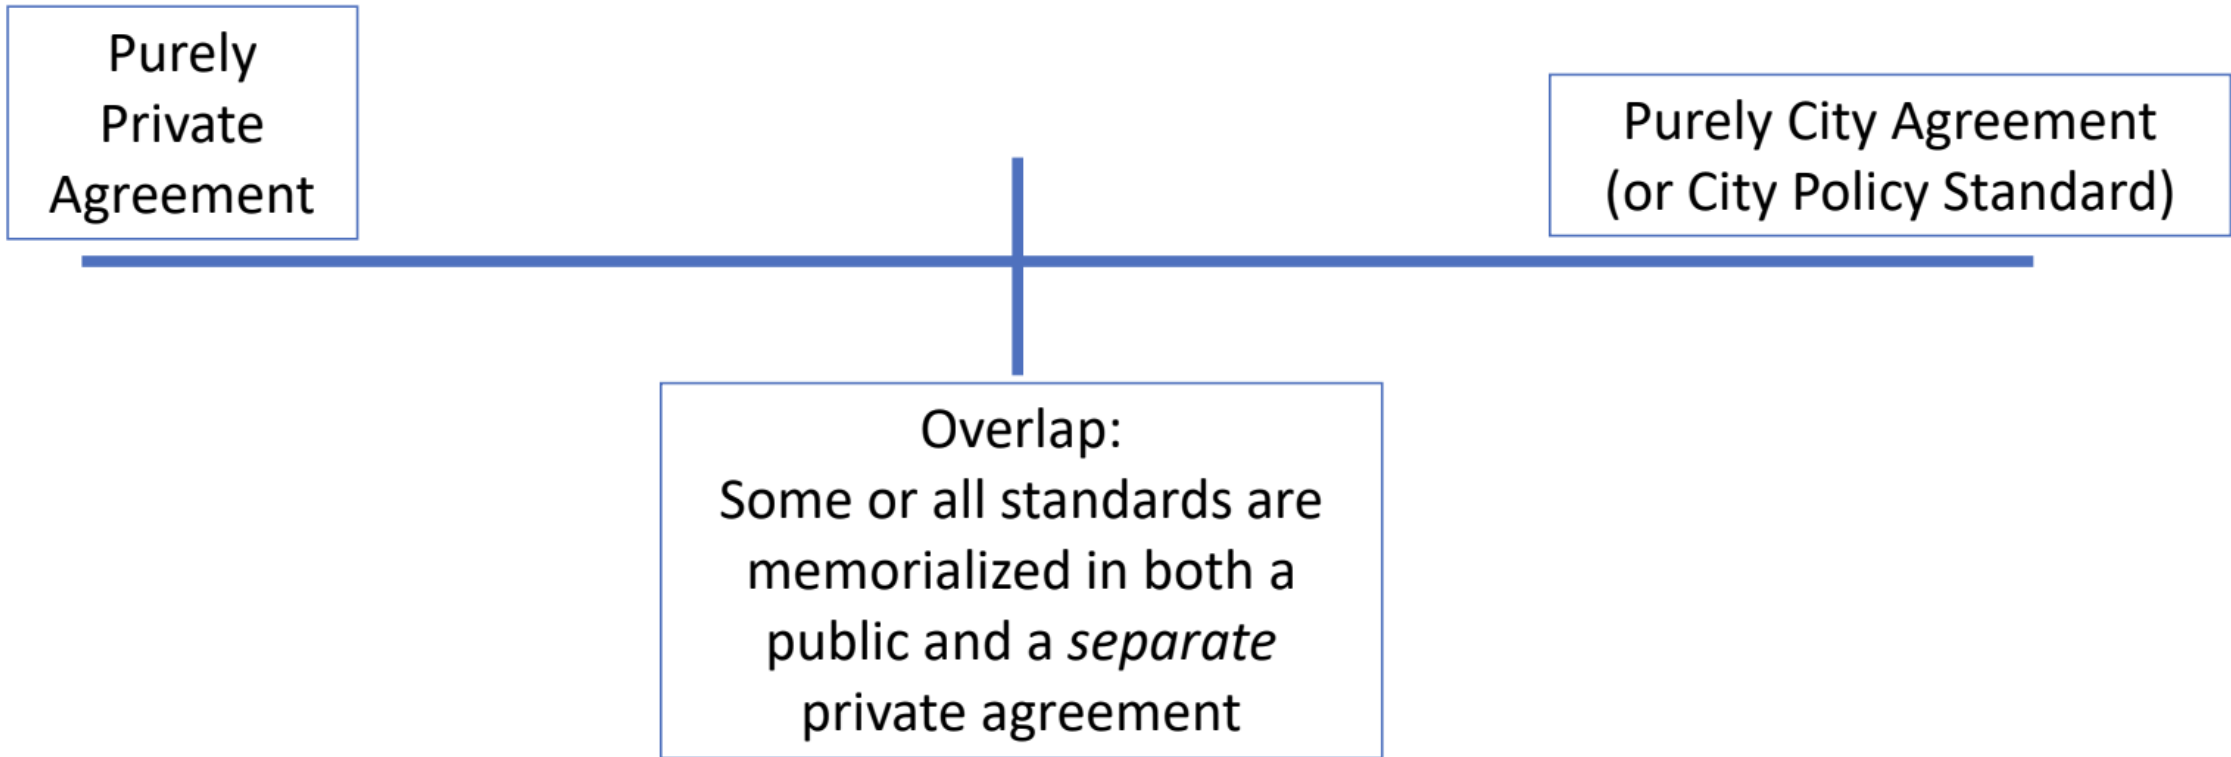 Purely
Private
Agreement
Purely City Agreement
(or City Policy Standard)
Overlap:
Some or all standards are
memorialized in both a
public and a separate
private agreement